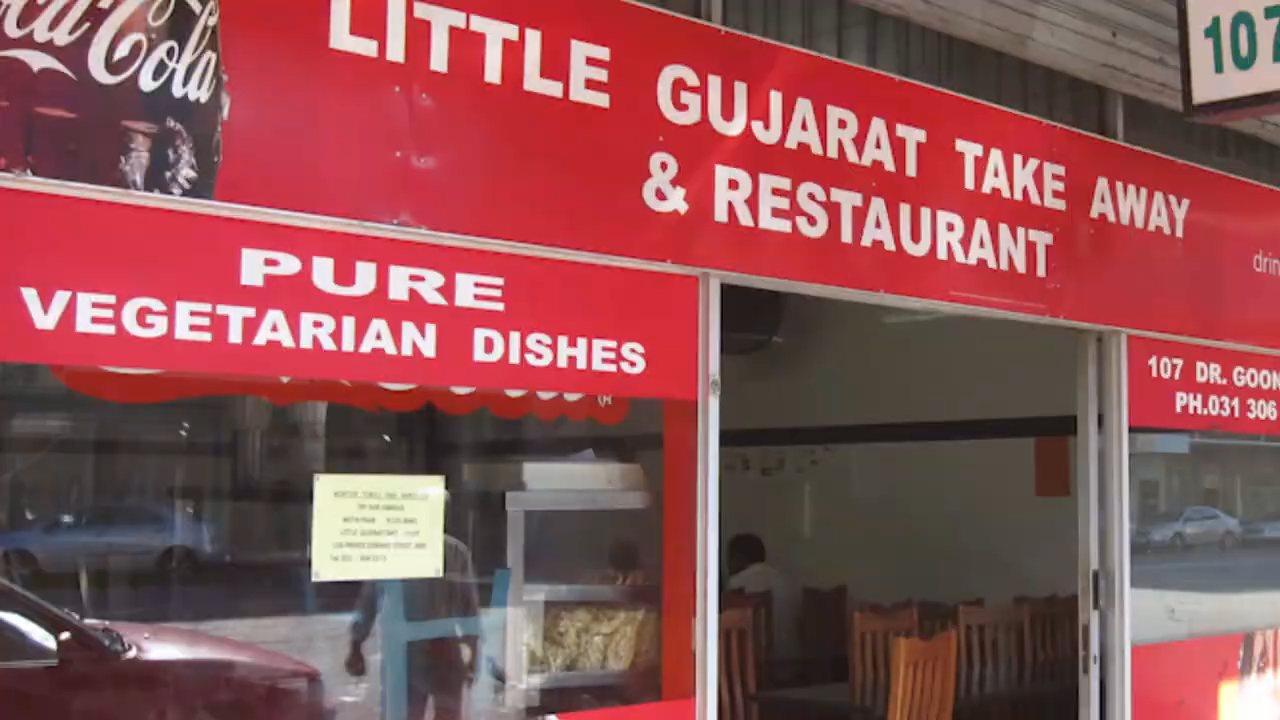 Coca-Cola
LITTLE GUJARAT TAKE AWAY
& RESTAURANT
107
PURE
VEGETARIAN DISHES
107 DR. GOON
PH.031 306